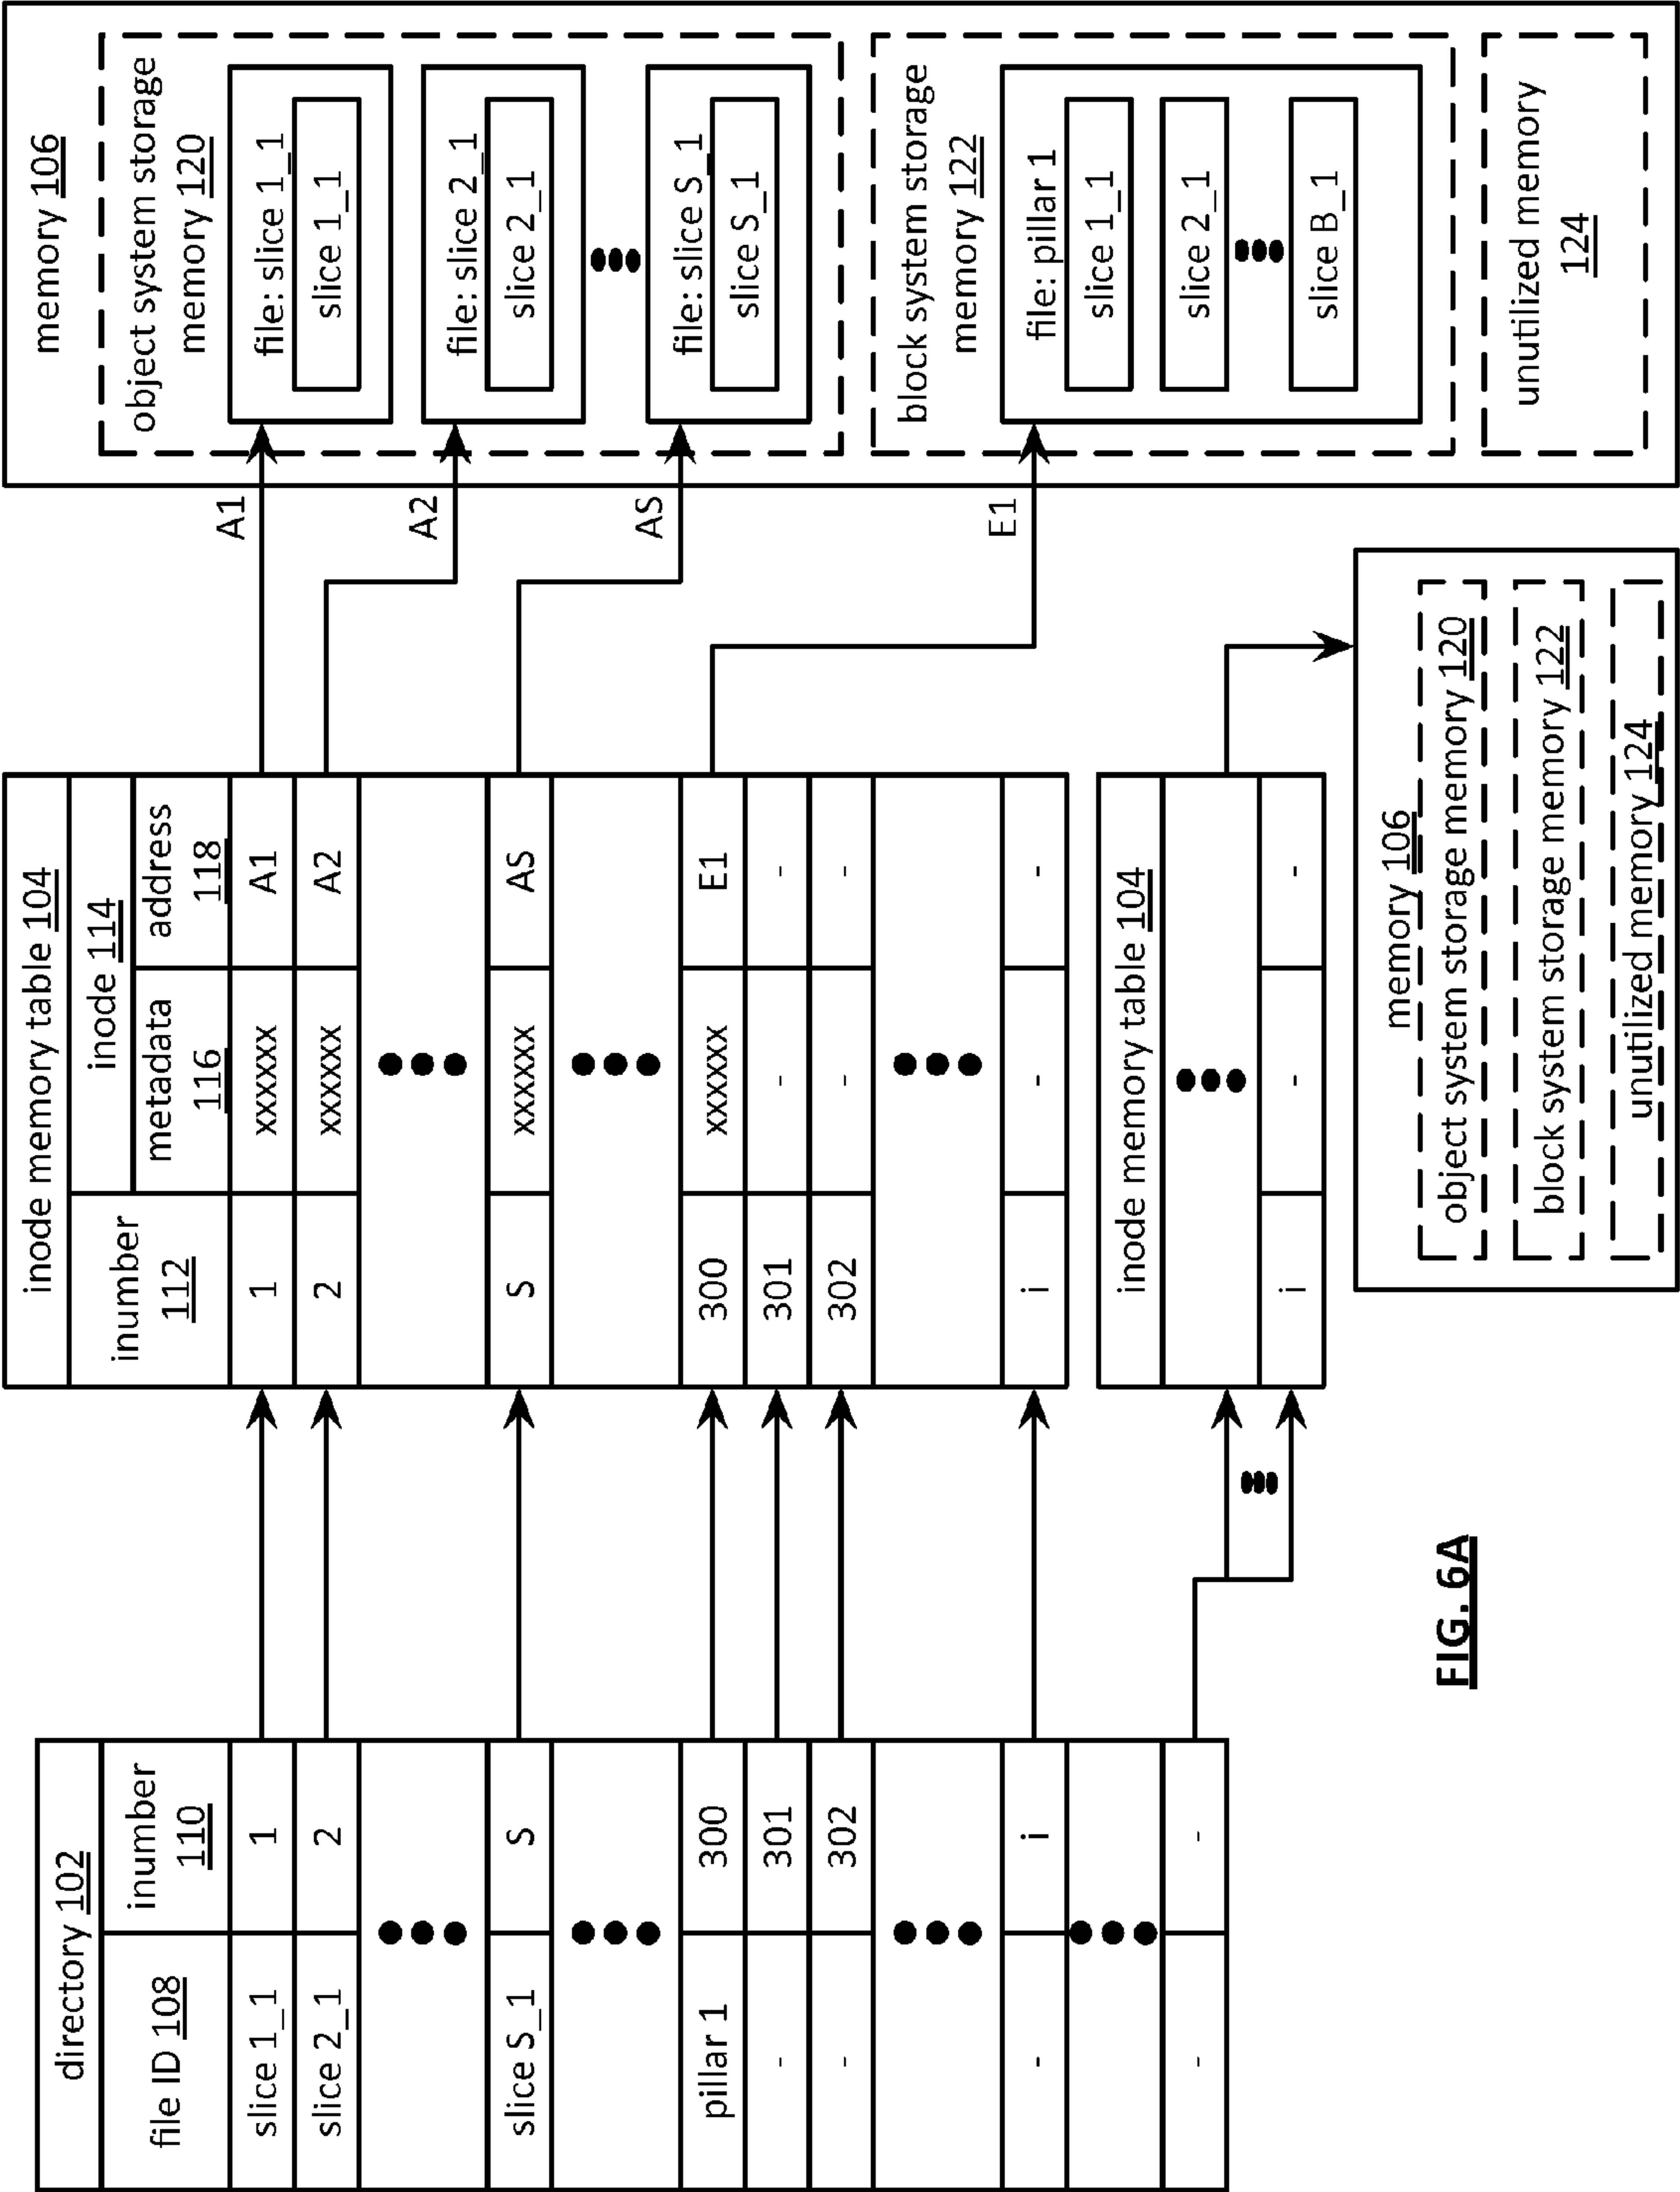 directory 102
file ID 108 inumber 110
slice 1_1 1
slice 2_1 2
slice S_1 S
pillar 1 300
- 301
- 302
- i
- -
inode memory table 104
inumber 112 inode 114
metadata 116 address 118
1 xxxxxx A1
2 xxxxxx A2
S xxxxxx AS
300 xxxxxx E1
301 - -
302 - -
i - -
inode memory table 104
i - -
A1
A2
AS
E1
memory 106
object system storage
memory 120
file: slice 1_1
slice 1_1
file: slice 2_1
slice 2_1
file: slice S_1
slice S_1
block system storage
memory 122
file: pillar 1
slice 1_1
slice 2_1
slice B_1
unutilized memory
124
memory 106
object system storage memory 120
block system storage memory 122
unutilized memory 124
FIG. 6A